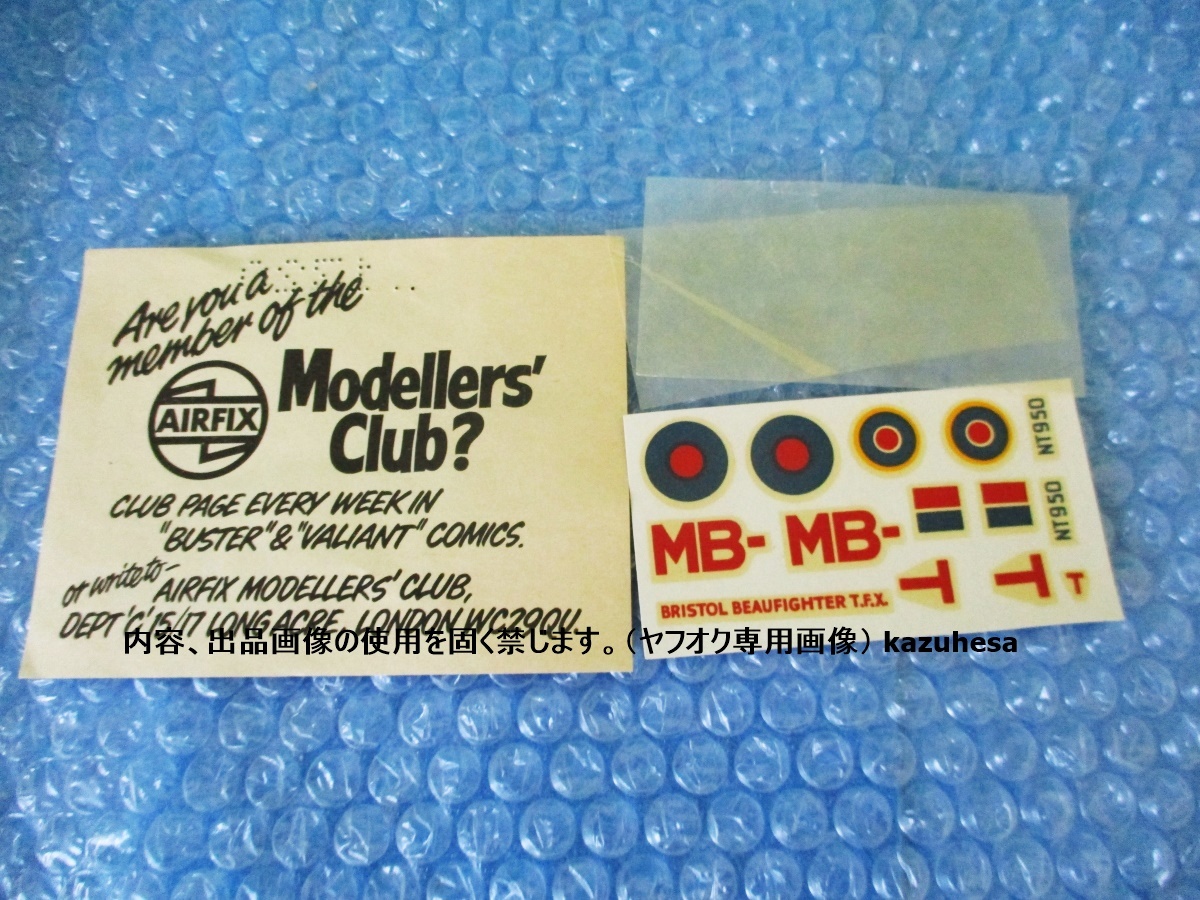 Are you a
member of the
AIRFIX
Modellers'
Club?
CLUB PAGE EVERY WEEK IN
"BUSTER" & "VALIANT" COMICS.
or write to-
AIRFIX MODELLERS' CLUB,
DEPT 'G' 15/17 LONG ACRE, LONDON WC2 9QU.
NT950
NT950
MB- MB-
T T T
BRISTOL BEAUFIGHTER T.F.X.
内容、出品画像の使用を固く禁じます。（ヤフオク専用画像） kazuhesa